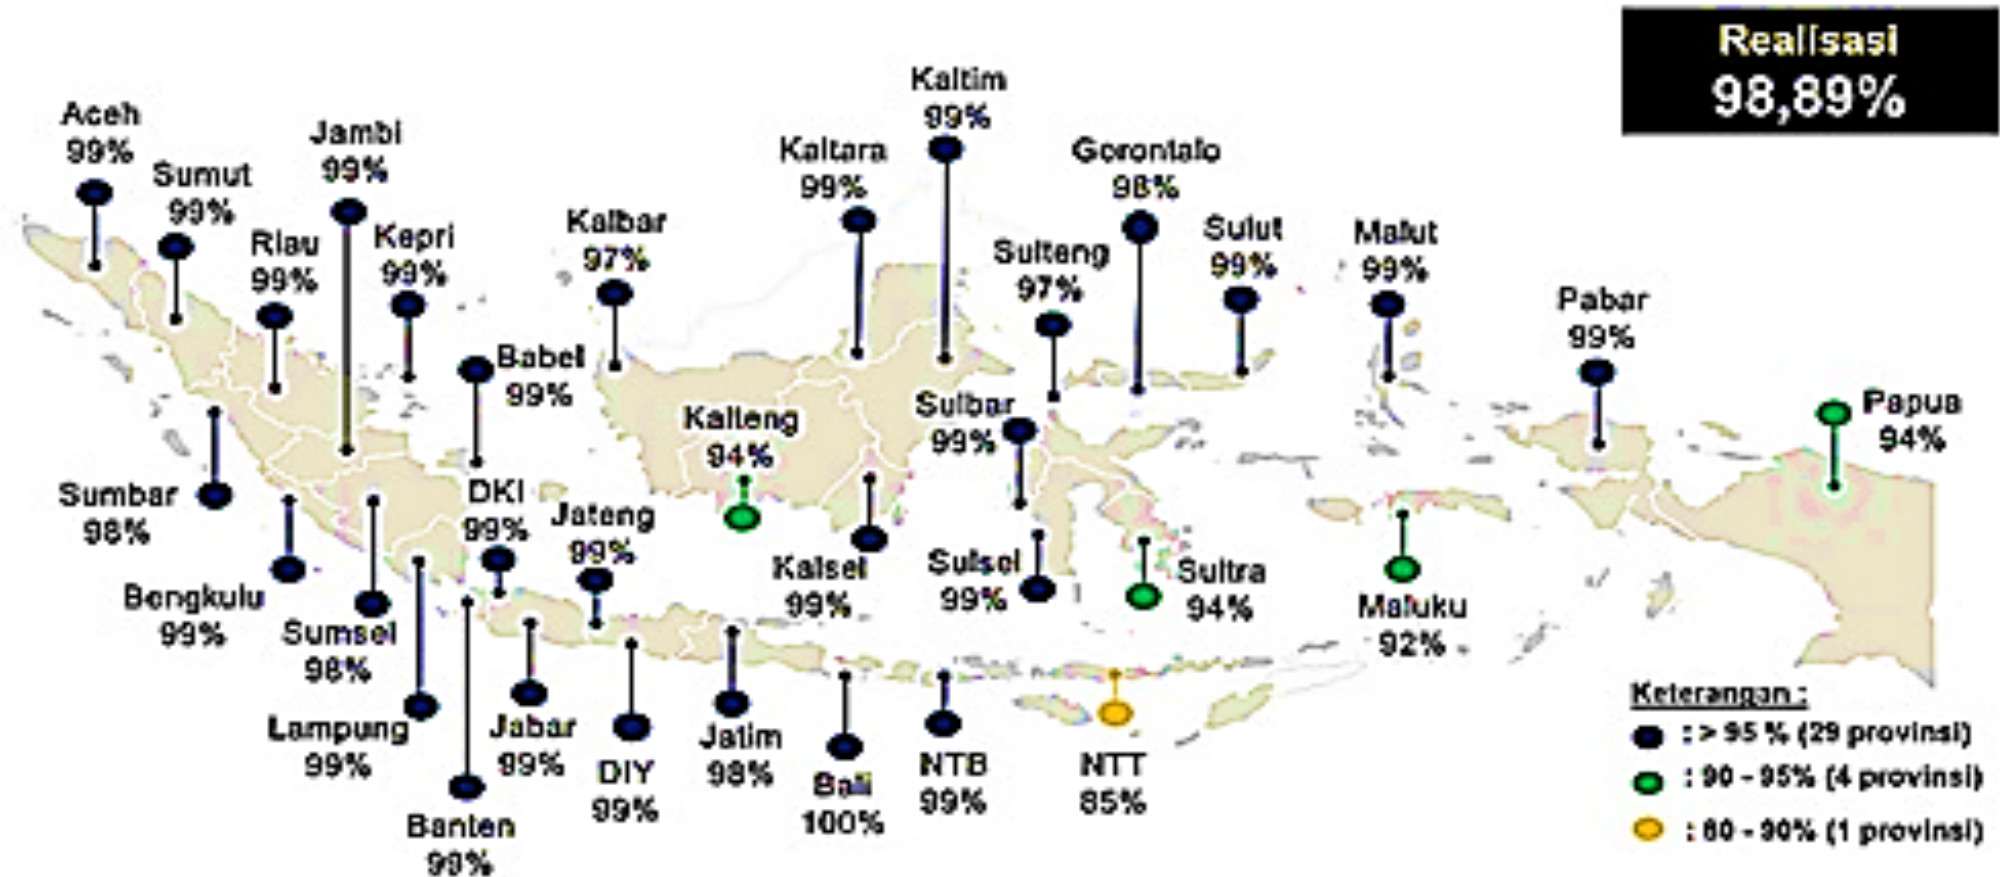 Realisasi
98,89%
Aceh
99%
Sumut
99%
Jambi
99%
Riau
99%
Kepri
99%
Babel
99%
Kalbar
97%
Kaltara
99%
Kaltim
99%
Gorontalo
98%
Sulteng
97%
Sulut
99%
Malut
99%
Pabar
99%
Papua
94%
Kalteng
94%
Sulbar
99%
Sumbar
98%
DKI
99%
Jateng
99%
Kalsel
99%
Sulsel
99%
Sultra
94%
Maluku
92%
Bengkulu
99%
Sumsel
98%
Lampung
99%
Jabar
99%
DIY
99%
Jatim
98%
Bali
100%
NTB
99%
NTT
85%
Banten
99%
Keterangan :
: > 95 % (29 provinsi)
: 90 - 95% (4 provinsi)
: 80 - 90% (1 provinsi)